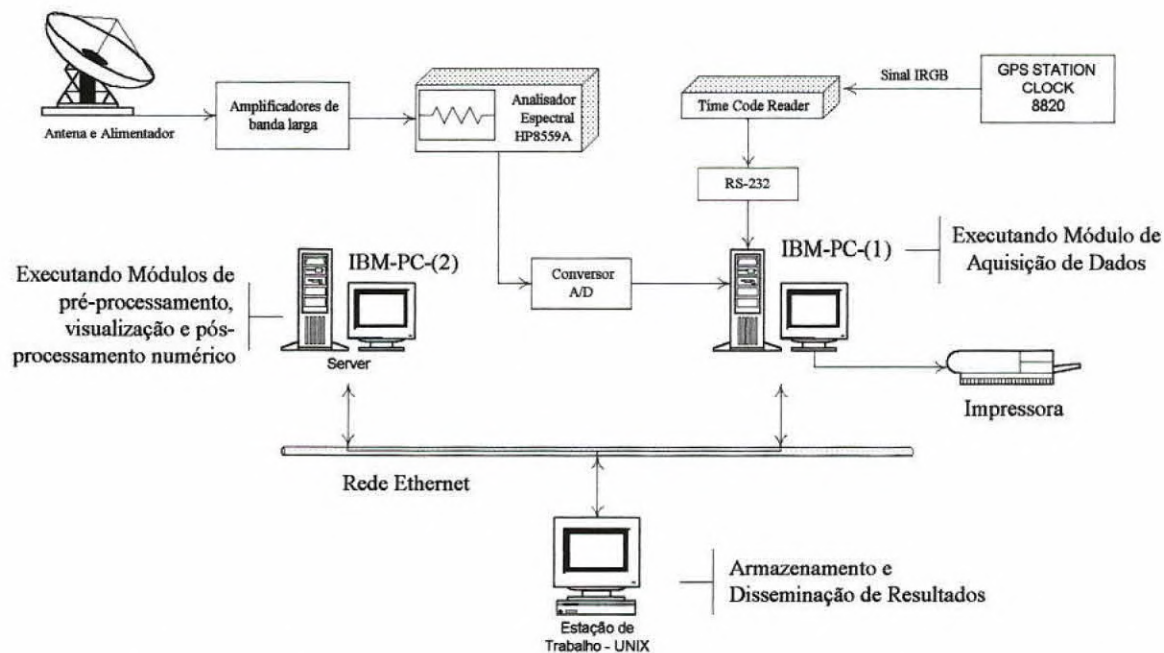 Antena e Alimentador
Amplificadores de
banda larga
Analisador
Espectral
HP8559A
Time Code Reader
Sinal IRGB
GPS STATION
CLOCK
8820
RS-232
IBM-PC-(1)
Executando Módulo de
Aquisição de Dados
Executando Módulos de
pré-processamento,
visualização e pós-
processamento numérico
IBM-PC-(2)
Server
Conversor
A/D
Impressora
Rede Ethernet
Estação de
Trabalho - UNIX
Armazenamento e
Disseminação de Resultados